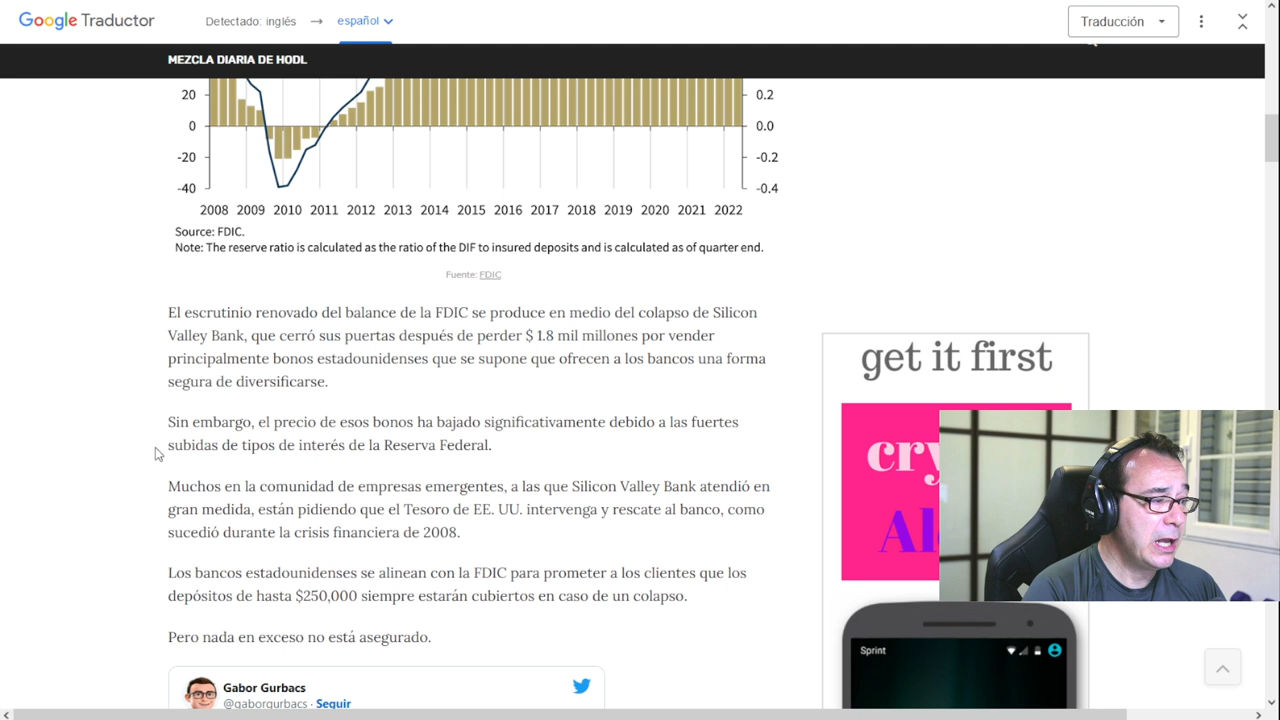 Google Traductor
Detectado: inglés → español
Traducción
MEZCLA DIARIA DE HODL
20
0
-20
-40
0.2
0.0
-0.2
-0.4
2008 2009 2010 2011 2012 2013 2014 2015 2016 2017 2018 2019 2020 2021 2022
Source: FDIC.
Note: The reserve ratio is calculated as the ratio of the DIF to insured deposits and is calculated as of quarter end.
Fuente: FDIC
El escrutinio renovado del balance de la FDIC se produce en medio del colapso de Silicon
Valley Bank, que cerró sus puertas después de perder $ 1.8 mil millones por vender
principalmente bonos estadounidenses que se supone que ofrecen a los bancos una forma
segura de diversificarse.
Sin embargo, el precio de esos bonos ha bajado significativamente debido a las fuertes
subidas de tipos de interés de la Reserva Federal.
Muchos en la comunidad de empresas emergentes, a las que Silicon Valley Bank atendió en
gran medida, están pidiendo que el Tesoro de EE. UU. intervenga y rescate al banco, como
sucedió durante la crisis financiera de 2008.
Los bancos estadounidenses se alinean con la FDIC para prometer a los clientes que los
depósitos de hasta $250,000 siempre estarán cubiertos en caso de un colapso.
Pero nada en exceso no está asegurado.
Gabor Gurbacs
@gaborgurbacs · Seguir
get it first
Sprint